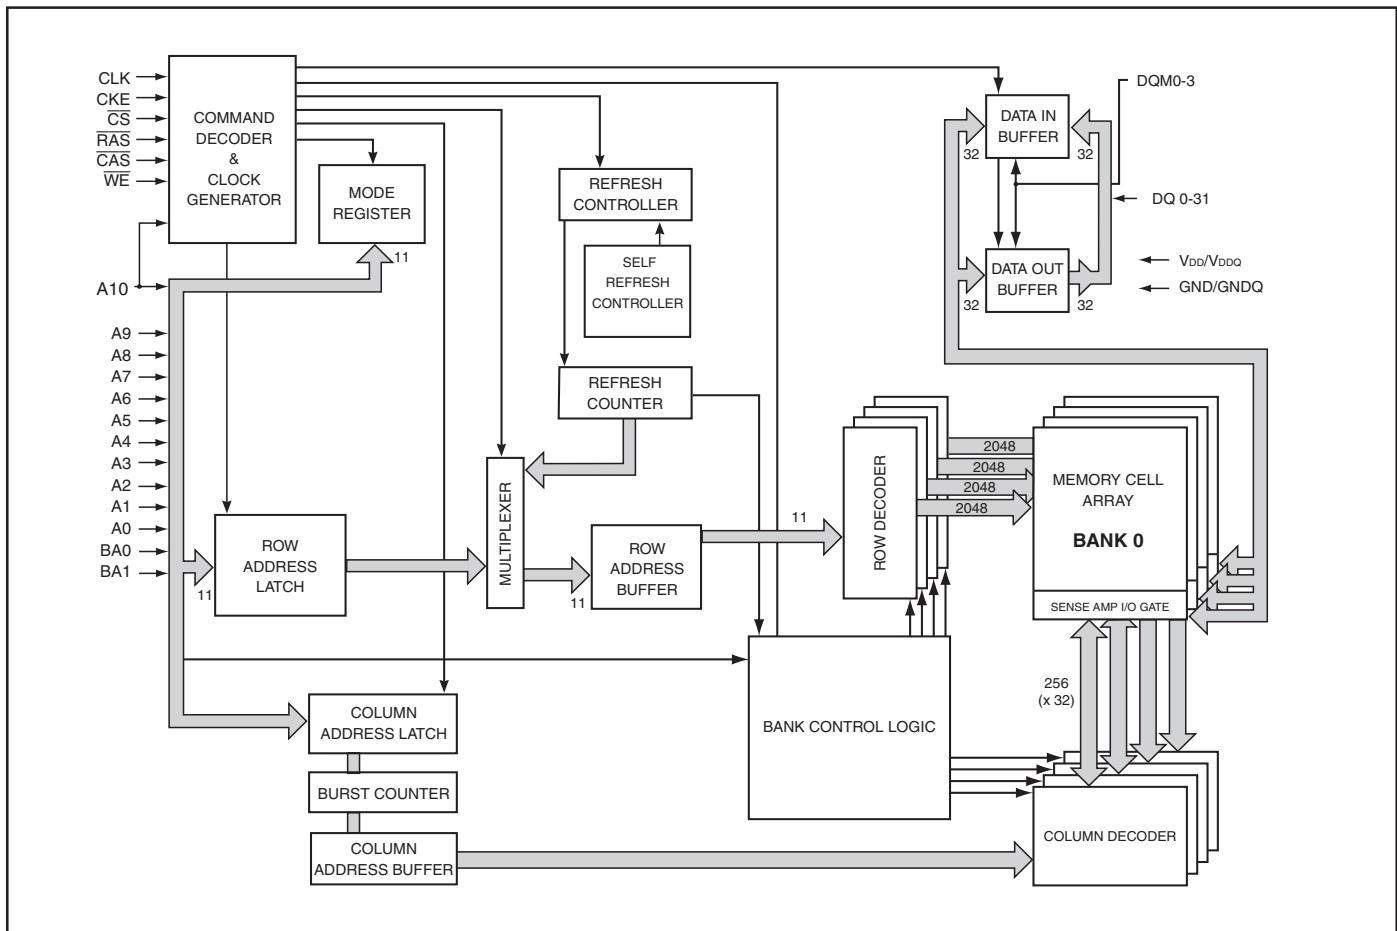 CLK
CKE
C̅S̅
R̅A̅S̅
C̅A̅S̅
W̅E̅
A10
A9
A8
A7
A6
A5
A4
A3
A2
A1
A0
BA0
BA1
COMMAND
DECODER
&
CLOCK
GENERATOR
MODE
REGISTER
11
REFRESH
CONTROLLER
SELF
REFRESH
CONTROLLER
REFRESH
COUNTER
DATA IN
BUFFER
32
32
DQM0-3
DQ 0-31
DATA OUT
BUFFER
32
32
VDD/VDDQ
GND/GNDQ
11
ROW
ADDRESS
LATCH
MULTIPLEXER
11
ROW
ADDRESS
BUFFER
11
ROW DECODER
2048
2048
2048
2048
MEMORY CELL
ARRAY
BANK 0
SENSE AMP I/O GATE
256
(x 32)
BANK CONTROL LOGIC
COLUMN
ADDRESS LATCH
BURST COUNTER
COLUMN
ADDRESS BUFFER
COLUMN DECODER